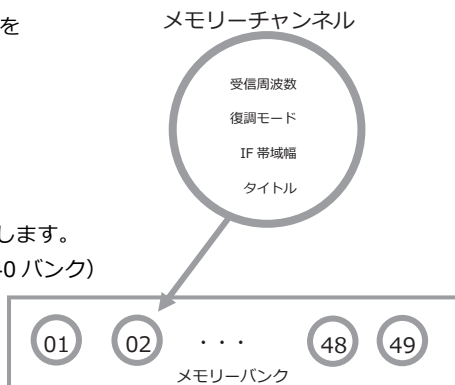 メモリーチャンネル
を
受信周波数
復調モード
IF 帯域幅
タイトル
します。
0 バンク)
01 02 ・・・ 48 49
メモリーバンク